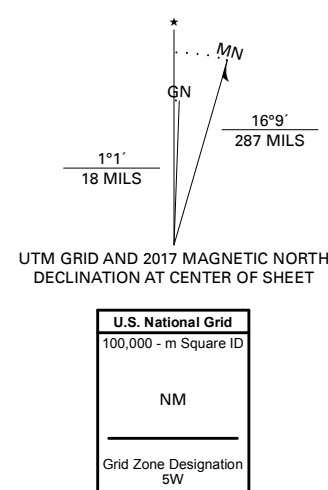 ★
MN
GN
16°9´
287 MILS
1°1´
18 MILS
UTM GRID AND 2017 MAGNETIC NORTH
DECLINATION AT CENTER OF SHEET
U.S. National Grid
100,000 - m Square ID
NM
Grid Zone Designation
5W